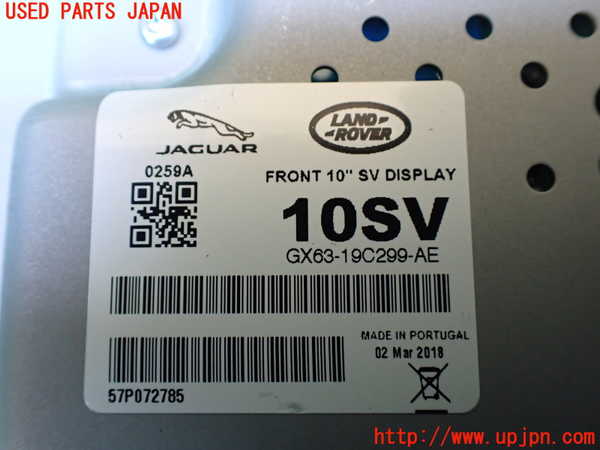 USED PARTS JAPAN
JAGUAR
LAND
ROVER
0259A
FRONT 10" SV DISPLAY
10SV
GX63-19C299-AE
MADE IN PORTUGAL
02 Mar 2018
57P072785
http://www.upjpn.com/